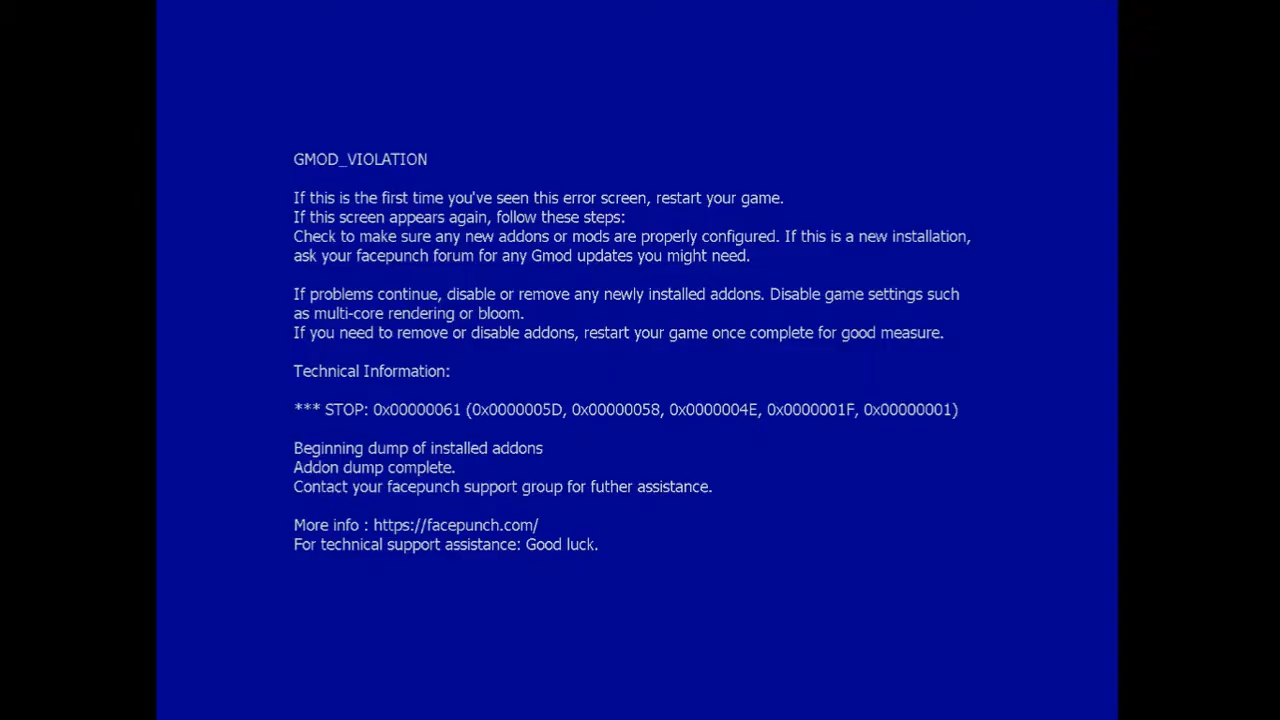 GMOD_VIOLATION
If this is the first time you've seen this error screen, restart your game.
If this screen appears again, follow these steps:
Check to make sure any new addons or mods are properly configured. If this is a new installation,
ask your facepunch forum for any Gmod updates you might need.
If problems continue, disable or remove any newly installed addons. Disable game settings such
as multi-core rendering or bloom.
If you need to remove or disable addons, restart your game once complete for good measure.
Technical Information:
*** STOP: 0x00000061 (0x0000005D, 0x00000058, 0x0000004E, 0x0000001F, 0x00000001)
Beginning dump of installed addons
Addon dump complete.
Contact your facepunch support group for futher assistance.
More info : https://facepunch.com/
For technical support assistance: Good luck.